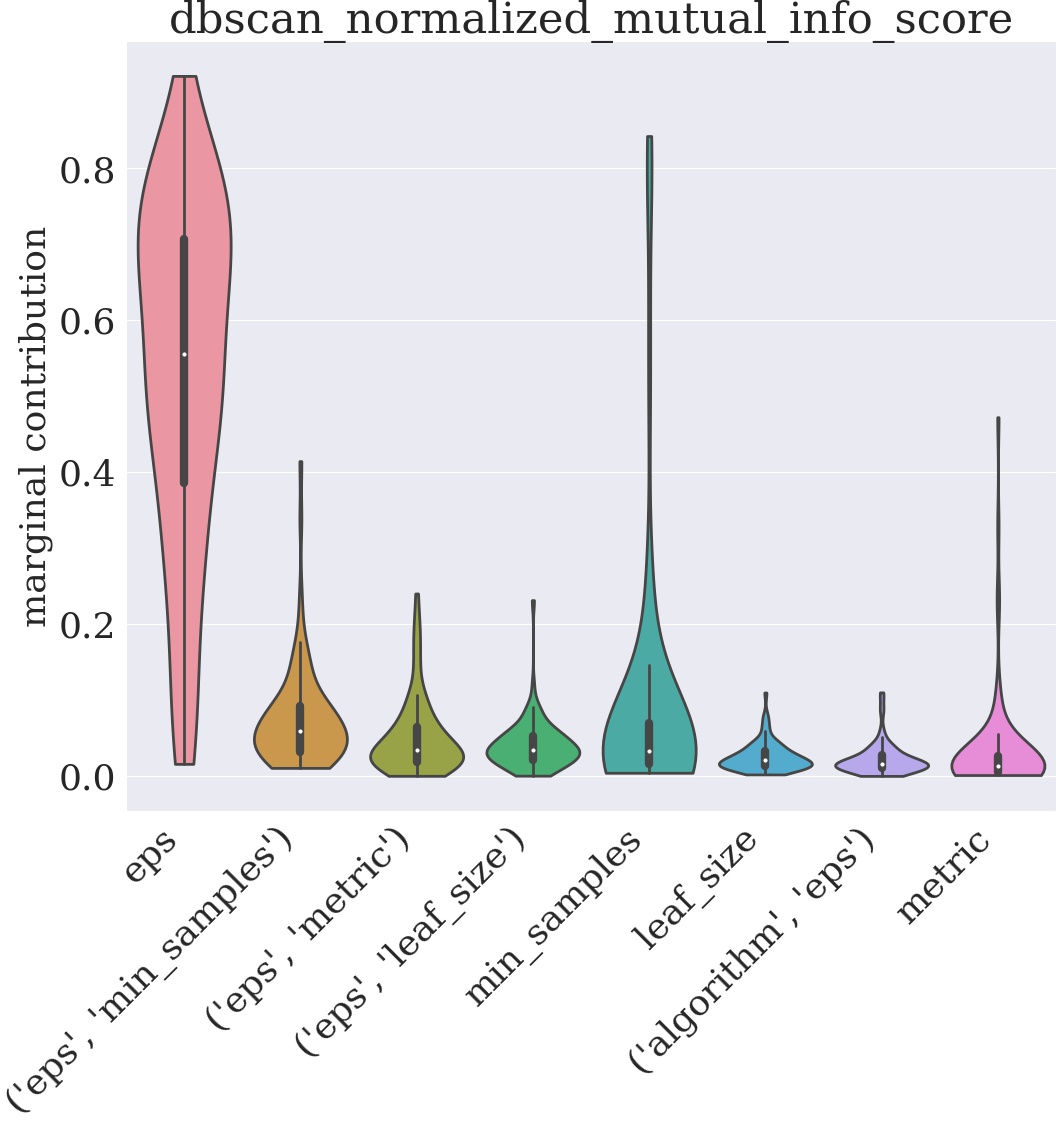 dbscan_normalized_mutual_info_score
marginal contribution
0.8
0.6
0.4
0.2
0.0
eps
('eps', 'min_samples')
('eps', 'metric')
('eps', 'leaf_size')
min_samples
leaf_size
('algorithm', 'eps')
metric